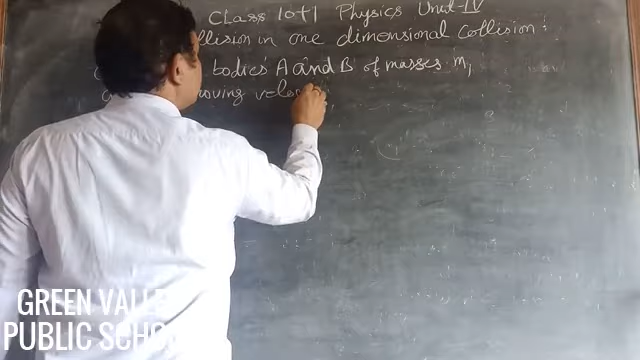 Class 10+1 Physics Unit-IV
ollision in one dimensional Collision :
bodies A and B of masses m₁
moving velo
GREEN VALLE
PUBLIC SCHO